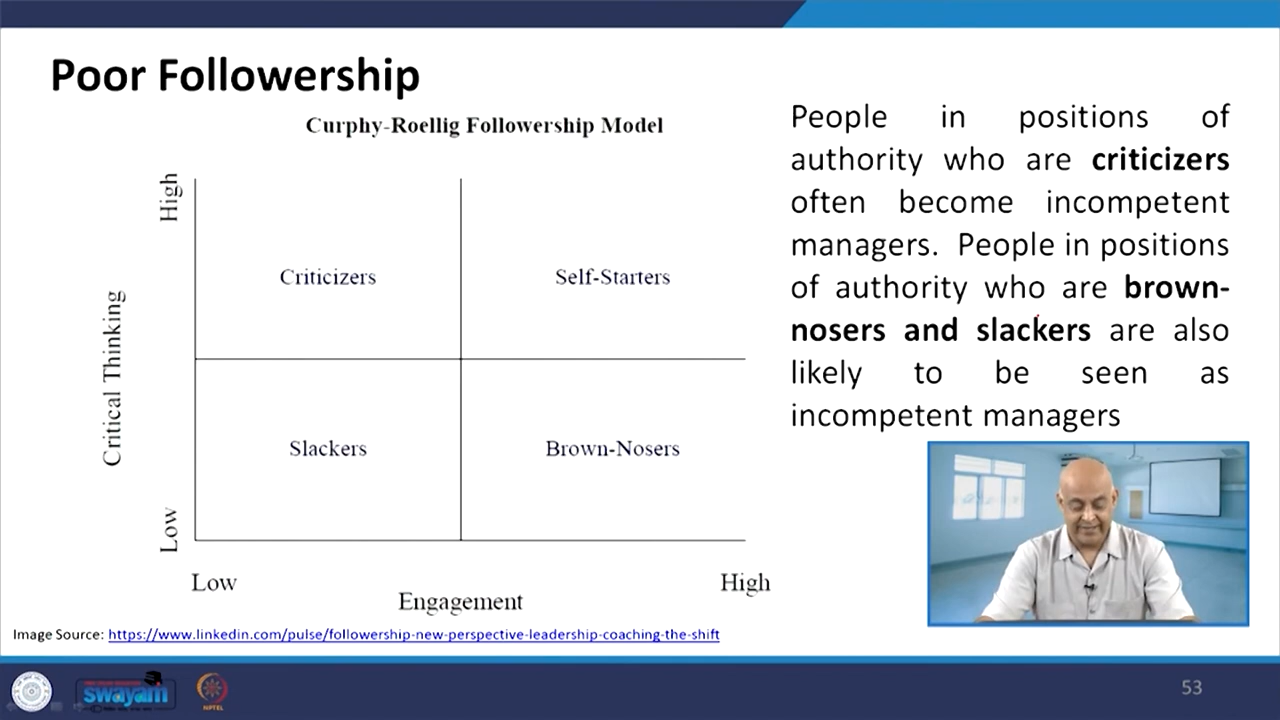 Poor Followership
Curphy-Roellig Followership Model
High
Critical Thinking
Low
Criticizers
Self-Starters
Slackers
Brown-Nosers
Low
High
Engagement
People in positions of
authority who are criticizers
often become incompetent
managers. People in positions
of authority who are brown-
nosers and slackers are also
likely to be seen as
incompetent managers
Image Source: https://www.linkedin.com/pulse/followership-new-perspective-leadership-coaching-the-shift
swayam
NPTEL
53